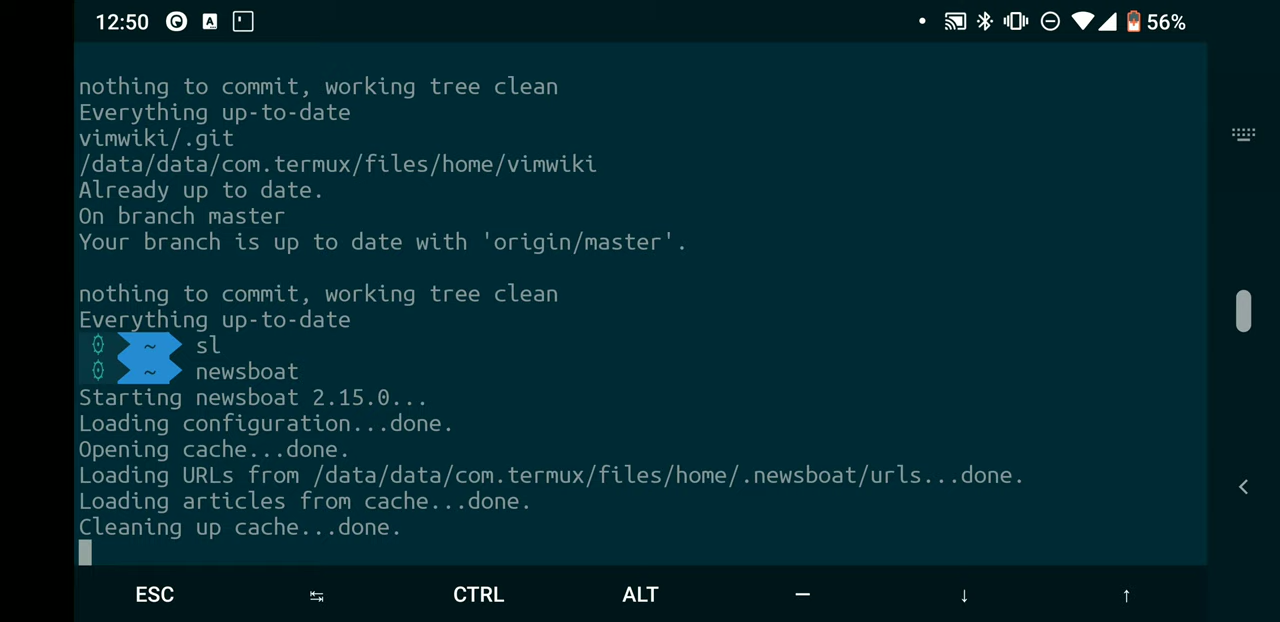 12:50 A 56%
nothing to commit, working tree clean
Everything up-to-date
vimwiki/.git
/data/data/com.termux/files/home/vimwiki
Already up to date.
On branch master
Your branch is up to date with 'origin/master'.
nothing to commit, working tree clean
Everything up-to-date
~ sl
~ newsboat
Starting newsboat 2.15.0...
Loading configuration...done.
Opening cache...done.
Loading URLs from /data/data/com.termux/files/home/.newsboat/urls...done.
Loading articles from cache...done.
Cleaning up cache...done.
ESC ↹ CTRL ALT — ↓ ↑